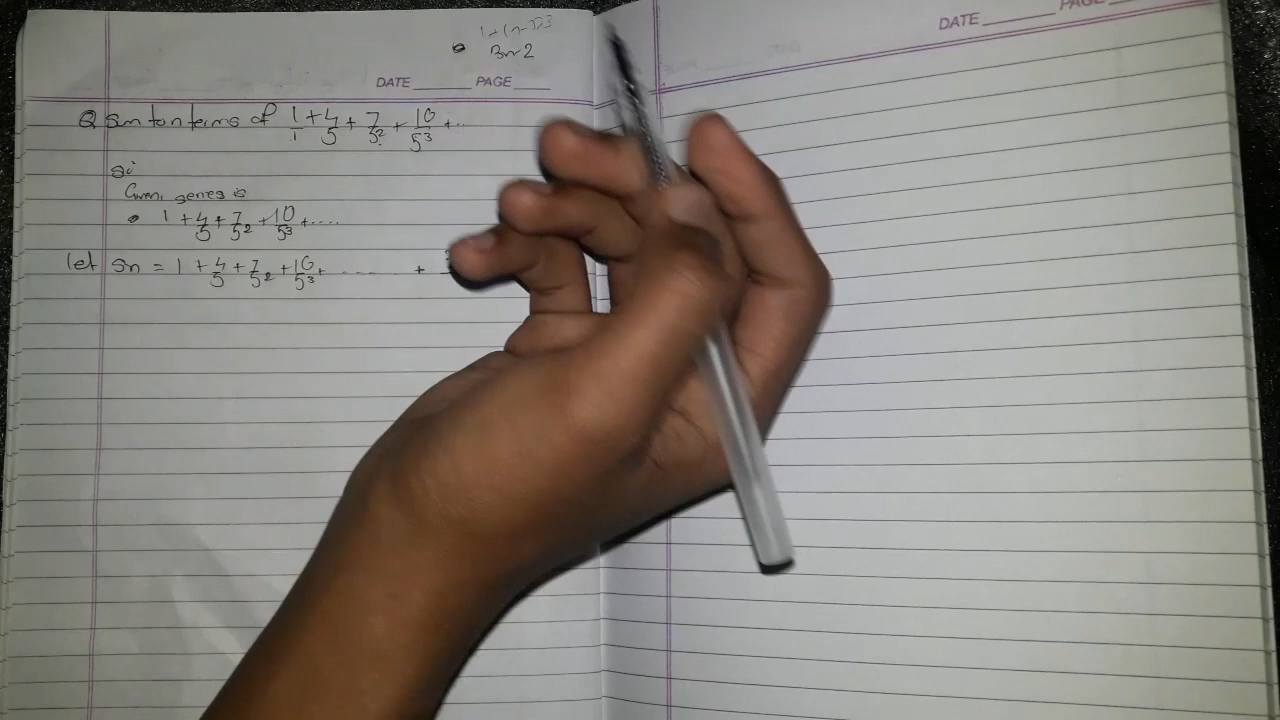 1+(n-1)3
3n-2
DATE PAGE
DATE PAGE
Q Sum to n terms of 1/1 + 4/5 + 7/5² + 10/5³ + ..
Given, series is
1 + 4/5 + 7/5² + 10/5³ + ....
let Sn = 1 + 4/5 + 7/5² + 10/5³ + ....... +